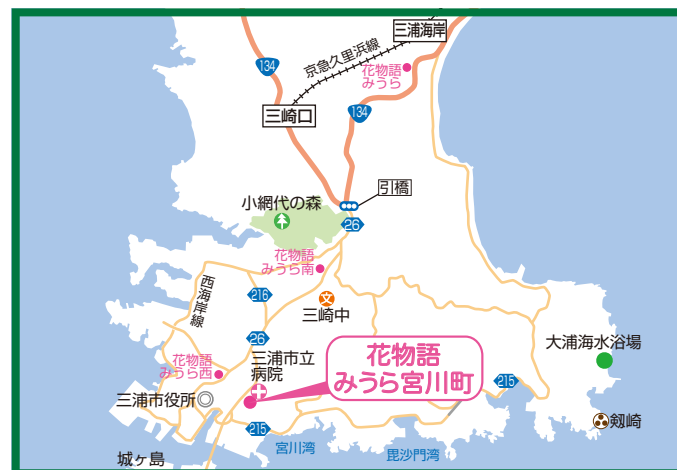 三浦海岸
京急久里浜線
134
花物語
みうら
134
三崎口
引橋
小網代の森
26
花物語
みうら南
西海岸線
216
文
三崎中
26
大浦海水浴場
花物語
みうら宮川町
三浦市立
病院
花物語
みうら西
215
三浦市役所
剱崎
215
宮川湾
毘沙門湾
城ヶ島